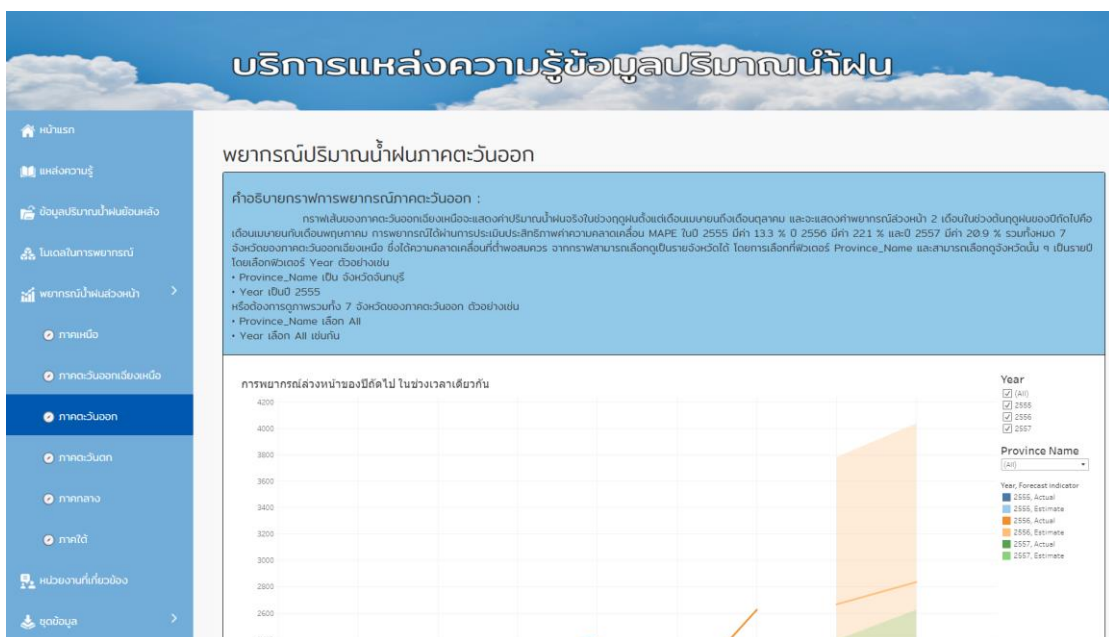 บริการแหล่งความรู้ข้อมูลปริมาณน้ำฝน
หน้าแรก
แหล่งความรู้
ข้อมูลปริมาณน้ำฝนย้อนหลัง
โมเดลในการพยากรณ์
พยากรณ์น้ำฝนล่วงหน้า
ภาคเหนือ
ภาคตะวันออกเฉียงเหนือ
ภาคตะวันออก
ภาคตะวันตก
ภาคกลาง
ภาคใต้
หน่วยงานที่เกี่ยวข้อง
ชุดข้อมูล
พยากรณ์ปริมาณน้ำฝนภาคตะวันออก
คำอธิบายกราฟการพยากรณ์ภาคตะวันออก :
กราฟเส้นของภาคตะวันออกเฉียงเหนือจะแสดงค่าปริมาณน้ำฝนจริงในช่วงฤดูฝนตั้งแต่เดือนเมษายนถึงเดือนตุลาคม และจะแสดงค่าพยากรณ์ล่วงหน้า 2 เดือนในช่วงต้นฤดูฝนของปีถัดไปคือ
เดือนเมษายนกับเดือนพฤษภาคม การพยากรณ์ได้ผ่านการประเมินประสิทธิภาพค่าความคลาดเคลื่อน MAPE ในปี 2555 มีค่า 13.3 % ปี 2556 มีค่า 22.1 % และปี 2557 มีค่า 20.9 % รวมทั้งหมด 7
จังหวัดของภาคตะวันออกเฉียงเหนือ ซึ่งได้ความคลาดเคลื่อนที่ต่ำพอสมควร จากกราฟสามารถเลือกดูเป็นรายจังหวัดได้ โดยการเลือกที่ฟิวเตอร์ Province_Name และสามารถเลือกดูจังหวัดนั้น ๆ เป็นรายปี
โดยเลือกฟิวเตอร์ Year ตัวอย่างเช่น
• Province_Name เป็น จังหวัดจันทบุรี
• Year เป็นปี 2555
หรือต้องการดูภาพรวมทั้ง 7 จังหวัดของภาคตะวันออก ตัวอย่างเช่น
• Province_Name เลือก All
• Year เลือก All เช่นกัน
การพยากรณ์ล่วงหน้าของปีถัดไป ในช่วงเวลาเดียวกัน
4200
4000
3800
3600
3400
3200
3000
2800
2600
Year
(All)
2555
2556
2557
Province Name
(All)
Year, Forecast indicator
2555, Actual
2555, Estimate
2556, Actual
2556, Estimate
2557, Actual
2557, Estimate